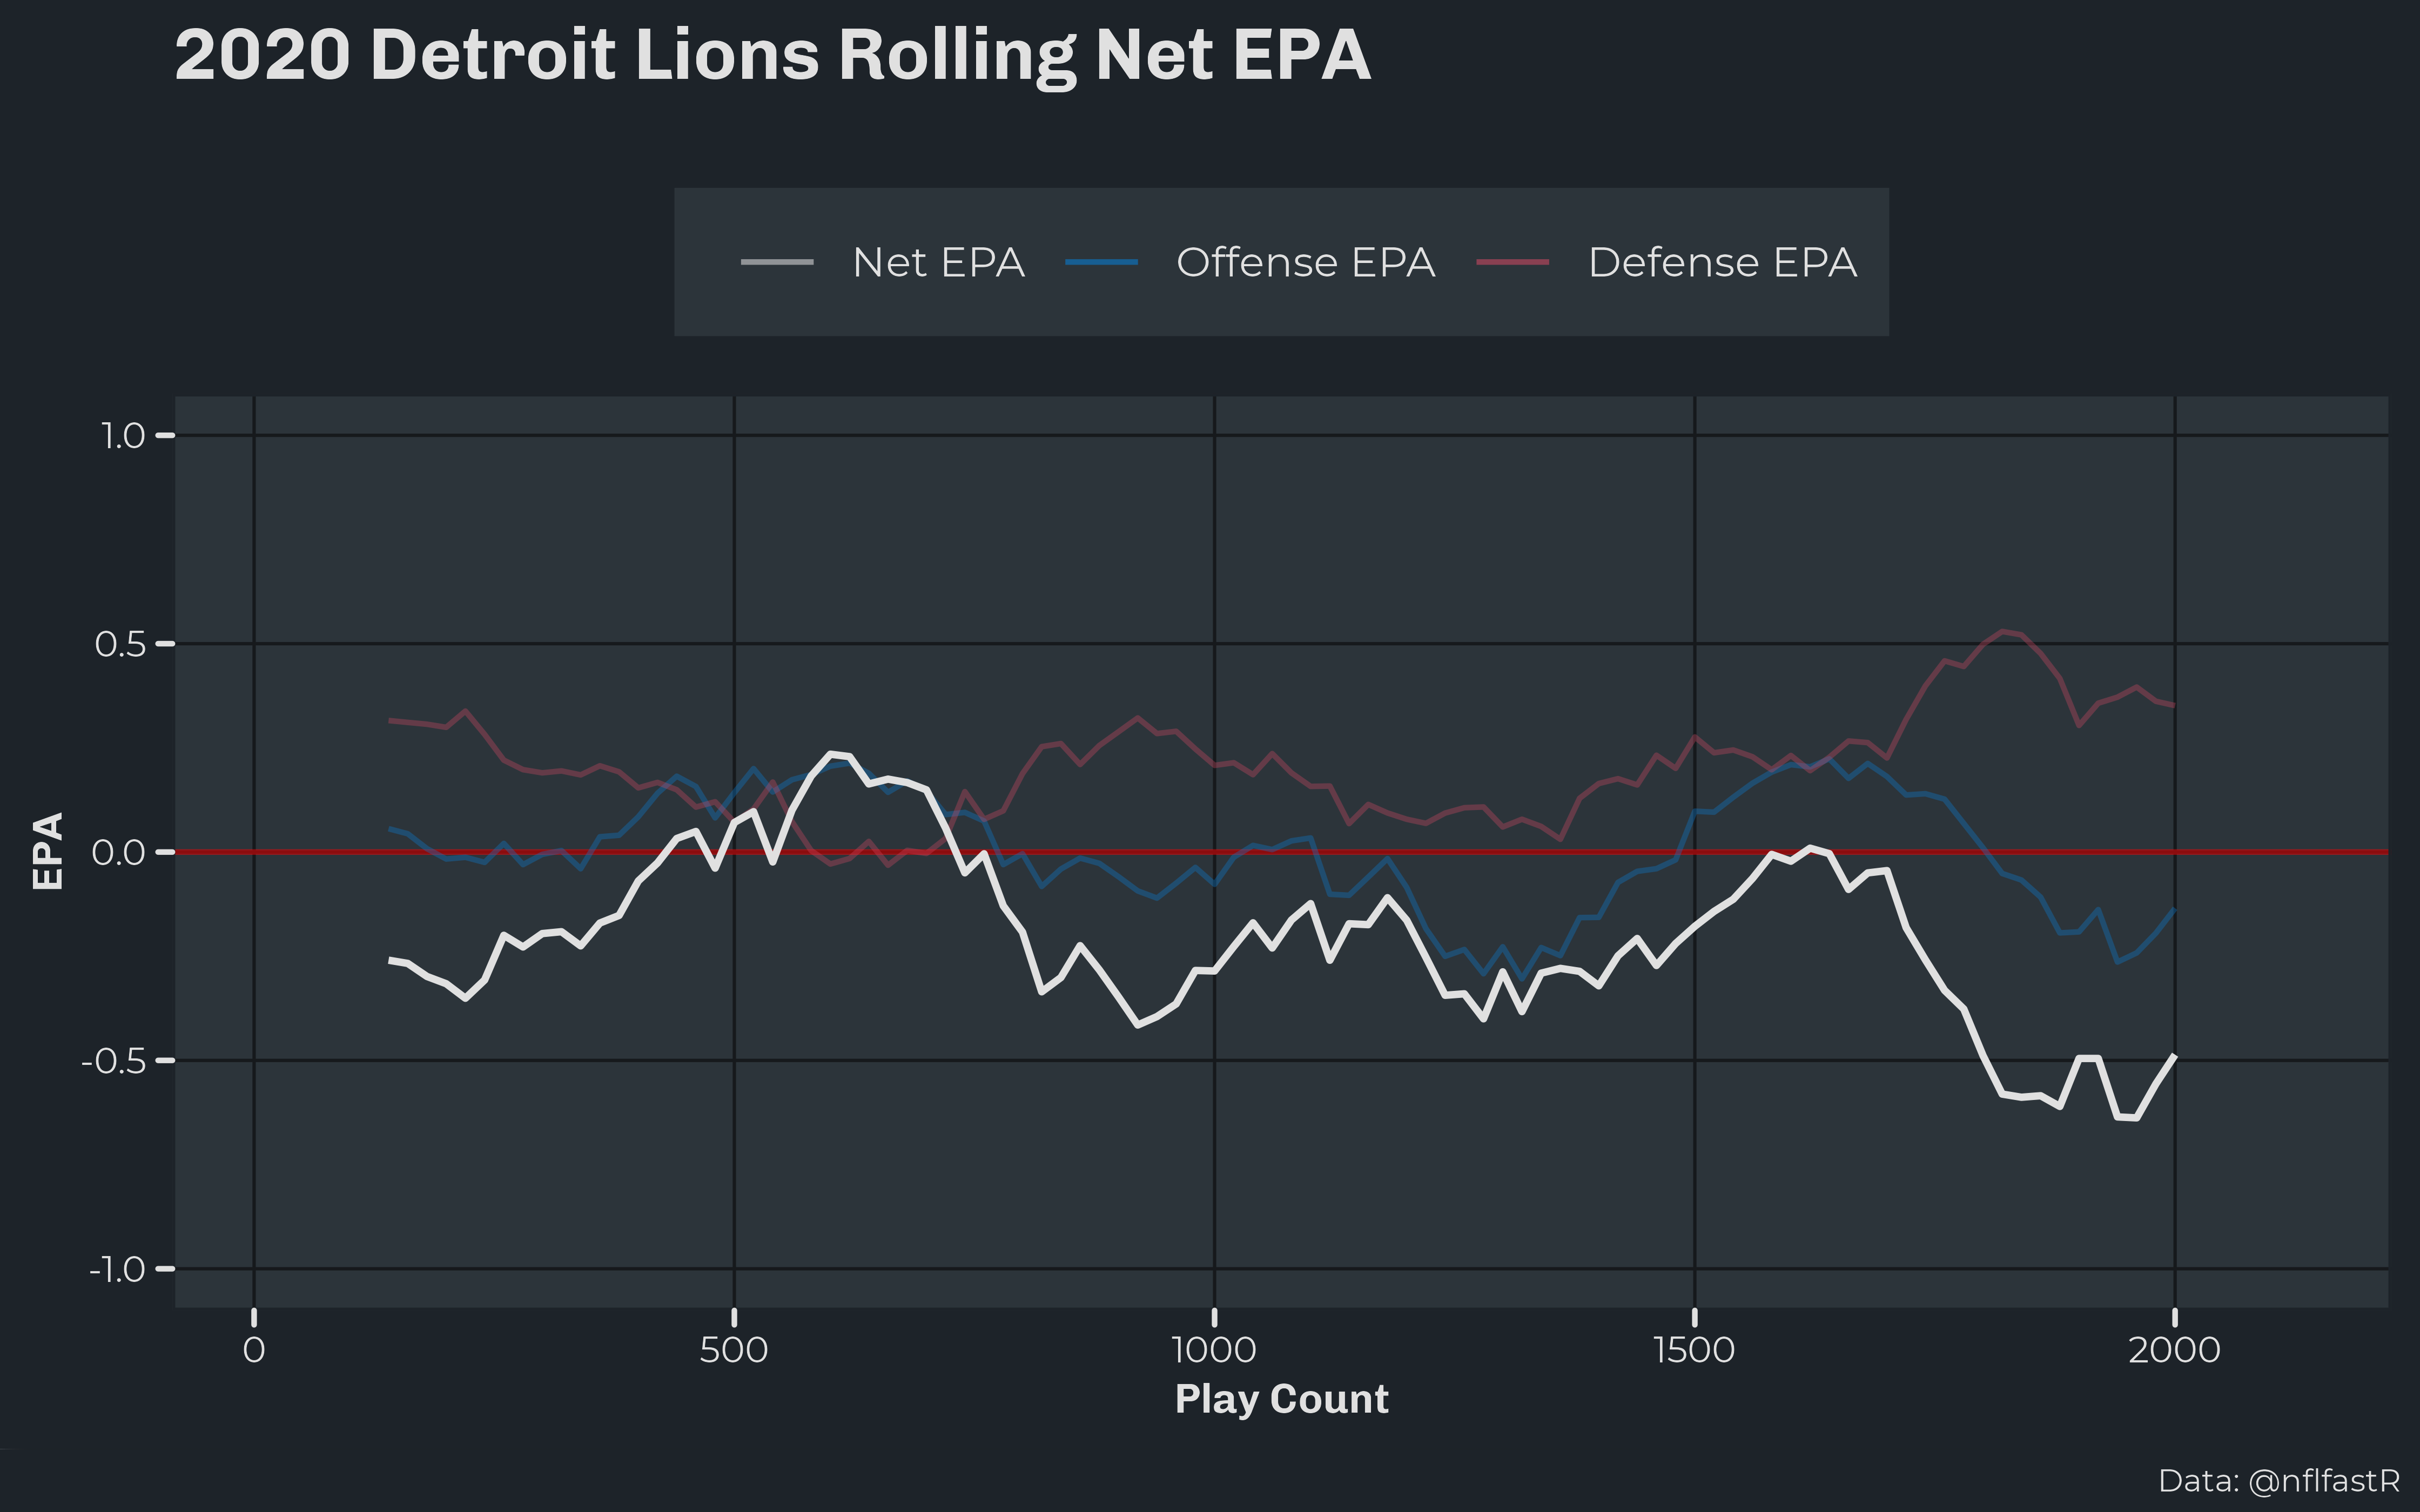 2020 Detroit Lions Rolling Net EPA
Net EPA Offense EPA Defense EPA
1.0
0.5
0.0
-0.5
-1.0
EPA
0 500 1000 1500 2000
Play Count
Data: @nflfastR